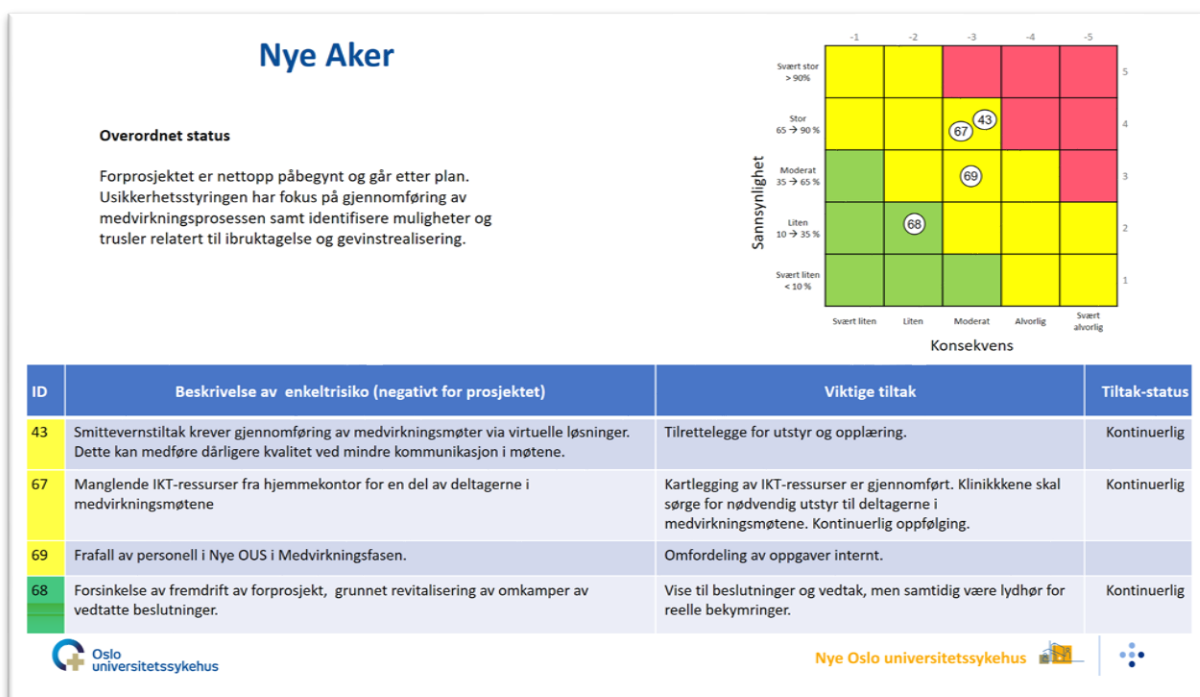 Nye Aker
Overordnet status
Forprosjektet er nettopp påbegynt og går etter plan.
Usikkerhetsstyringen har fokus på gjennomføring av
medvirkningsprosessen samt identifisere muligheter og
trusler relatert til ibruktagelse og gevinstrealisering.
-1 -2 -3 -4 -5
Sannsynlighet
Svært stor
> 90%
5
Stor
65 → 90 %
43
67
4
Moderat
35 → 65 %
69
3
Liten
10 → 35 %
68
2
Svært liten
< 10 %
1
Svært liten Liten Moderat Alvorlig Svært
alvorlig
Konsekvens
ID Beskrivelse av enkeltrisiko (negativt for prosjektet) Viktige tiltak Tiltak-status
43 Smittevernstiltak krever gjennomføring av medvirkningsmøter via virtuelle løsninger. Tilrettelegge for utstyr og opplæring. Kontinuerlig
Dette kan medføre dårligere kvalitet ved mindre kommunikasjon i møtene.
67 Manglende IKT-ressurser fra hjemmekontor for en del av deltagerne i Kartlegging av IKT-ressurser er gjennomført. Klinikkkene skal Kontinuerlig
medvirkningsmøtene sørge for nødvendig utstyr til deltagerne i
medvirkningsmøtene. Kontinuerlig oppfølging.
69 Frafall av personell i Nye OUS i Medvirkningsfasen. Omfordeling av oppgaver internt.
68 Forsinkelse av fremdrift av forprosjekt, grunnet revitalisering av omkamper av Vise til beslutninger og vedtak, men samtidig være lydhør for Kontinuerlig
vedtatte beslutninger. reelle bekymringer.
Oslo
universitetssykehus
Nye Oslo universitetssykehus